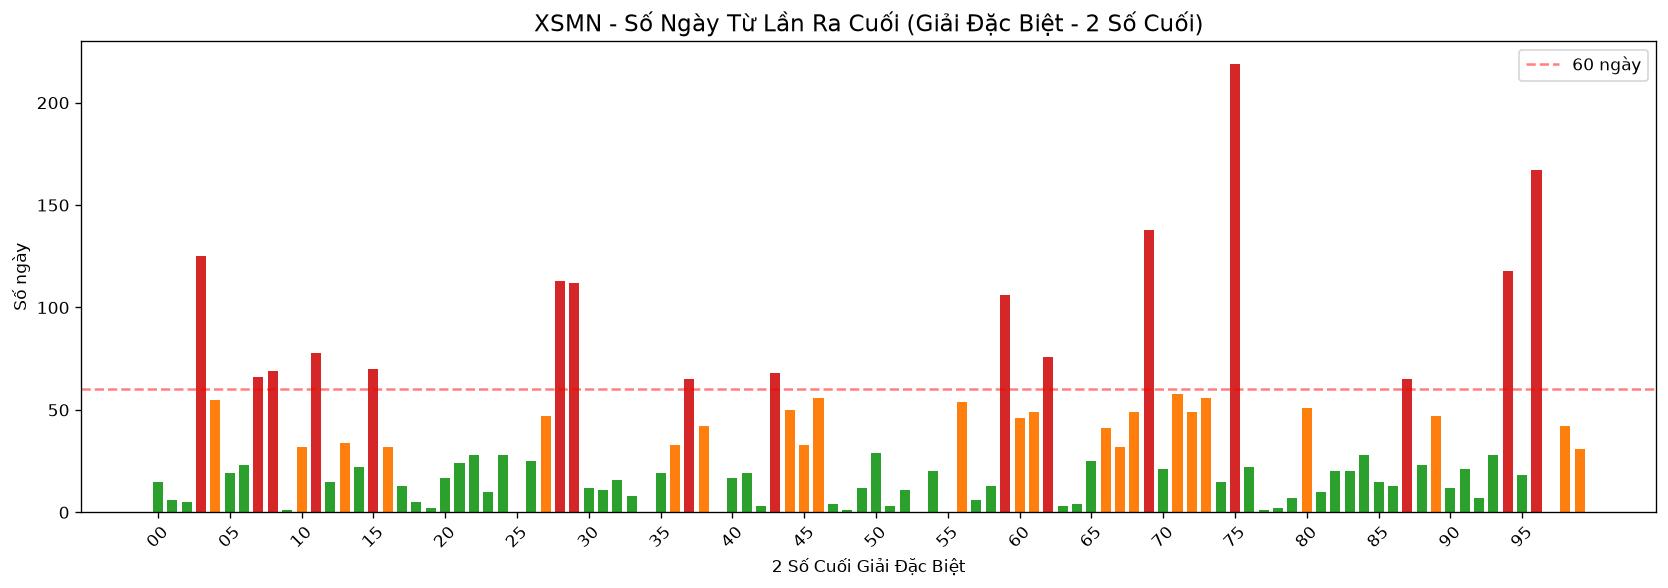 XSMN - Số Ngày Từ Lần Ra Cuối (Giải Đặc Biệt - 2 Số Cuối)
60 ngày
Số ngày
200
150
100
50
0
00 05 10 15 20 25 30 35 40 45 50 55 60 65 70 75 80 85 90 95
2 Số Cuối Giải Đặc Biệt